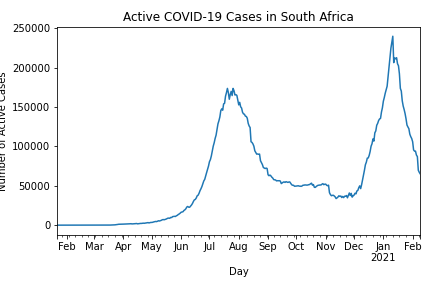 Active COVID-19 Cases in South Africa
250000
200000
150000
100000
50000
0
Number of Active Cases
Feb Mar Apr May Jun Jul Aug Sep Oct Nov Dec Jan Feb
2021
Day